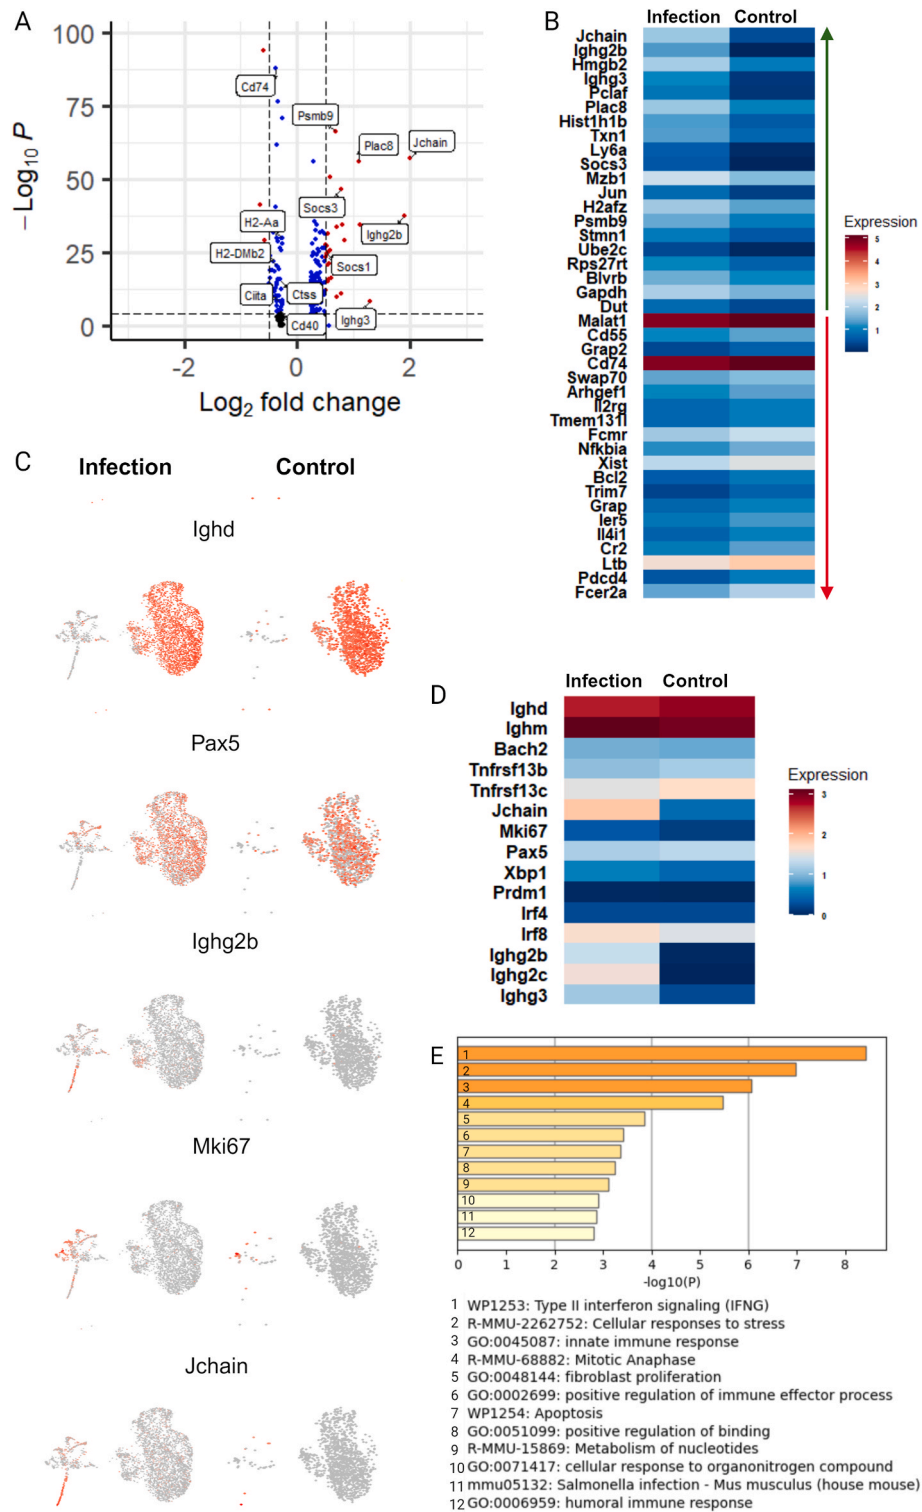 A
100
75
50
25
0
−Log10 P
Cd74
Psmb9
Plac8
Jchain
Socs3
H2-Aa
Ighg2b
H2-DMb2
Socs1
Ciita
Ctss
Cd40
Ighg3
-2
0
2
Log2 fold change
B
Infection Control
Jchain
Ighg2b
Hmgb2
Ighg3
Pclaf
Plac8
Hist1h1b
Txn1
Ly6a
Socs3
Mzb1
Jun
H2afz
Psmb9
Stmn1
Ube2c
Rps27rt
Blvrb
Gapdh
Dut
Malat1
Cd55
Grap2
Cd74
Swap70
Arhgef1
Il2rg
Tmem131l
Fcmr
Nfkbia
Xist
Bcl2
Trim7
Grap
Ier5
Il4i1
Cr2
Ltb
Pdcd4
Fcer2a
Expression
5
4
3
2
1
C
Infection Control
Ighd
Pax5
Ighg2b
Mki67
Jchain
D
Infection Control
Ighd
Ighm
Bach2
Tnfrsf13b
Tnfrsf13c
Jchain
Mki67
Pax5
Xbp1
Prdm1
Irf4
Irf8
Ighg2b
Ighg2c
Ighg3
Expression
3
2
1
0
E
1
2
3
4
5
6
7
8
9
10
11
12
0 1 2 3 4 5 6 7 8
-log10(P)
1 WP1253: Type II interferon signaling (IFNG)
2 R-MMU-2262752: Cellular responses to stress
3 GO:0045087: innate immune response
4 R-MMU-68882: Mitotic Anaphase
5 GO:0048144: fibroblast proliferation
6 GO:0002699: positive regulation of immune effector process
7 WP1254: Apoptosis
8 GO:0051099: positive regulation of binding
9 R-MMU-15869: Metabolism of nucleotides
10 GO:0071417: cellular response to organonitrogen compound
11 mmu05132: Salmonella infection - Mus musculus (house mouse)
12 GO:0006959: humoral immune response